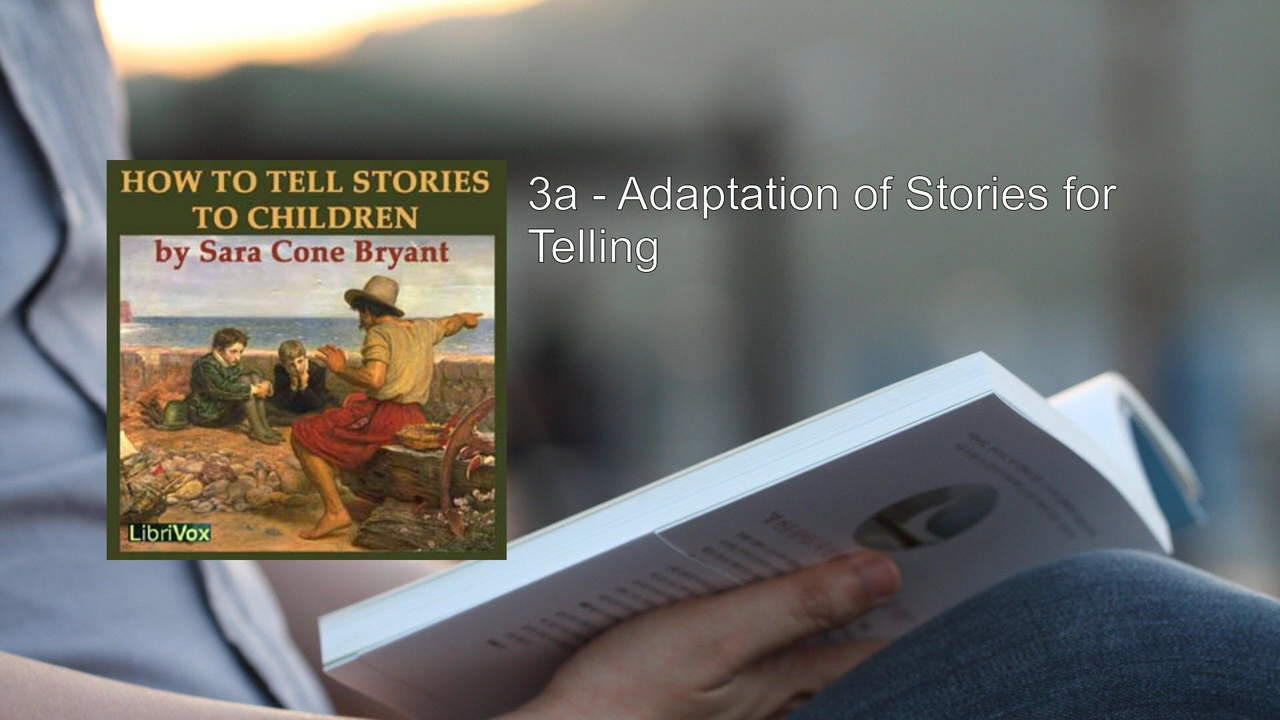 HOW TO TELL STORIES
TO CHILDREN
by Sara Cone Bryant
LibriVox
3a - Adaptation of Stories for
Telling